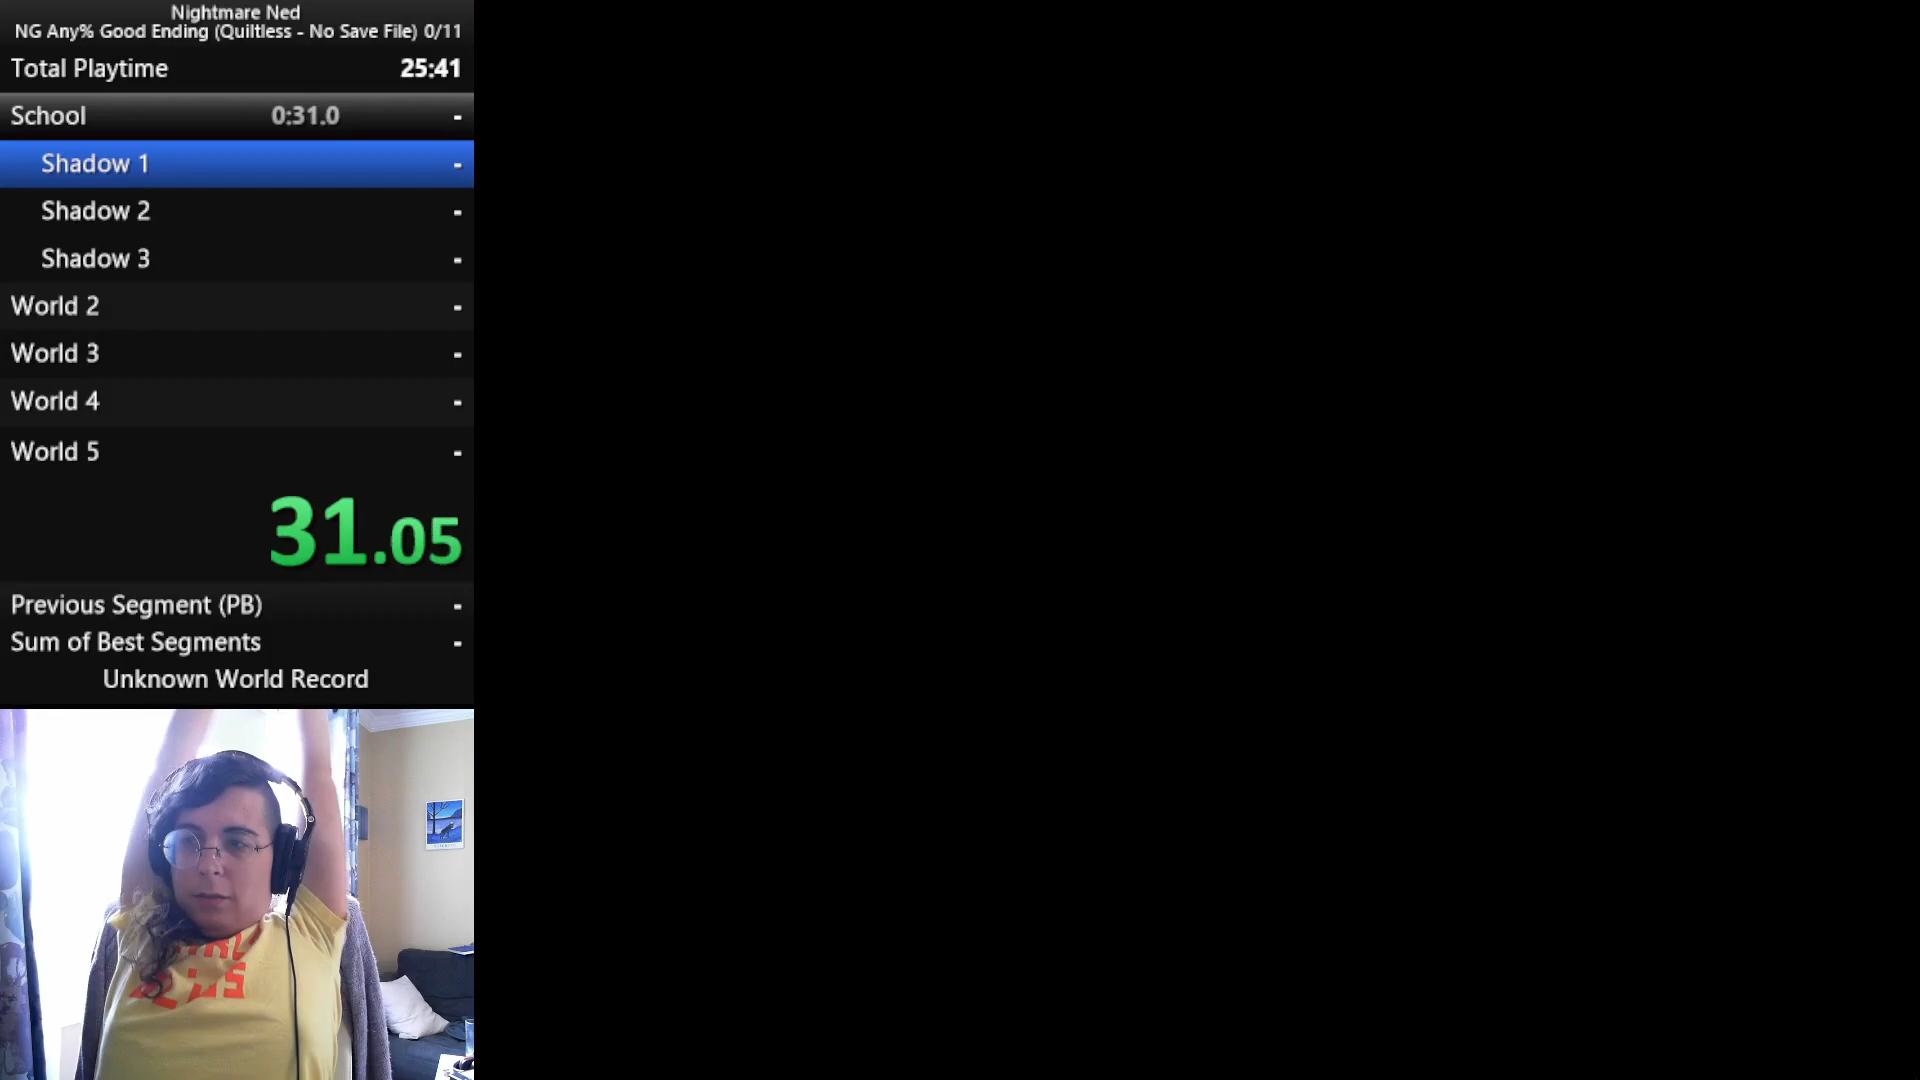 Nightmare Ned
NG Any% Good Ending (Quiltless - No Save File) 0/11
Total Playtime 25:41
School 0:31.0 -
Shadow 1 -
Shadow 2 -
Shadow 3 -
World 2 -
World 3 -
World 4 -
World 5 -
31.05
Previous Segment (PB) -
Sum of Best Segments -
Unknown World Record